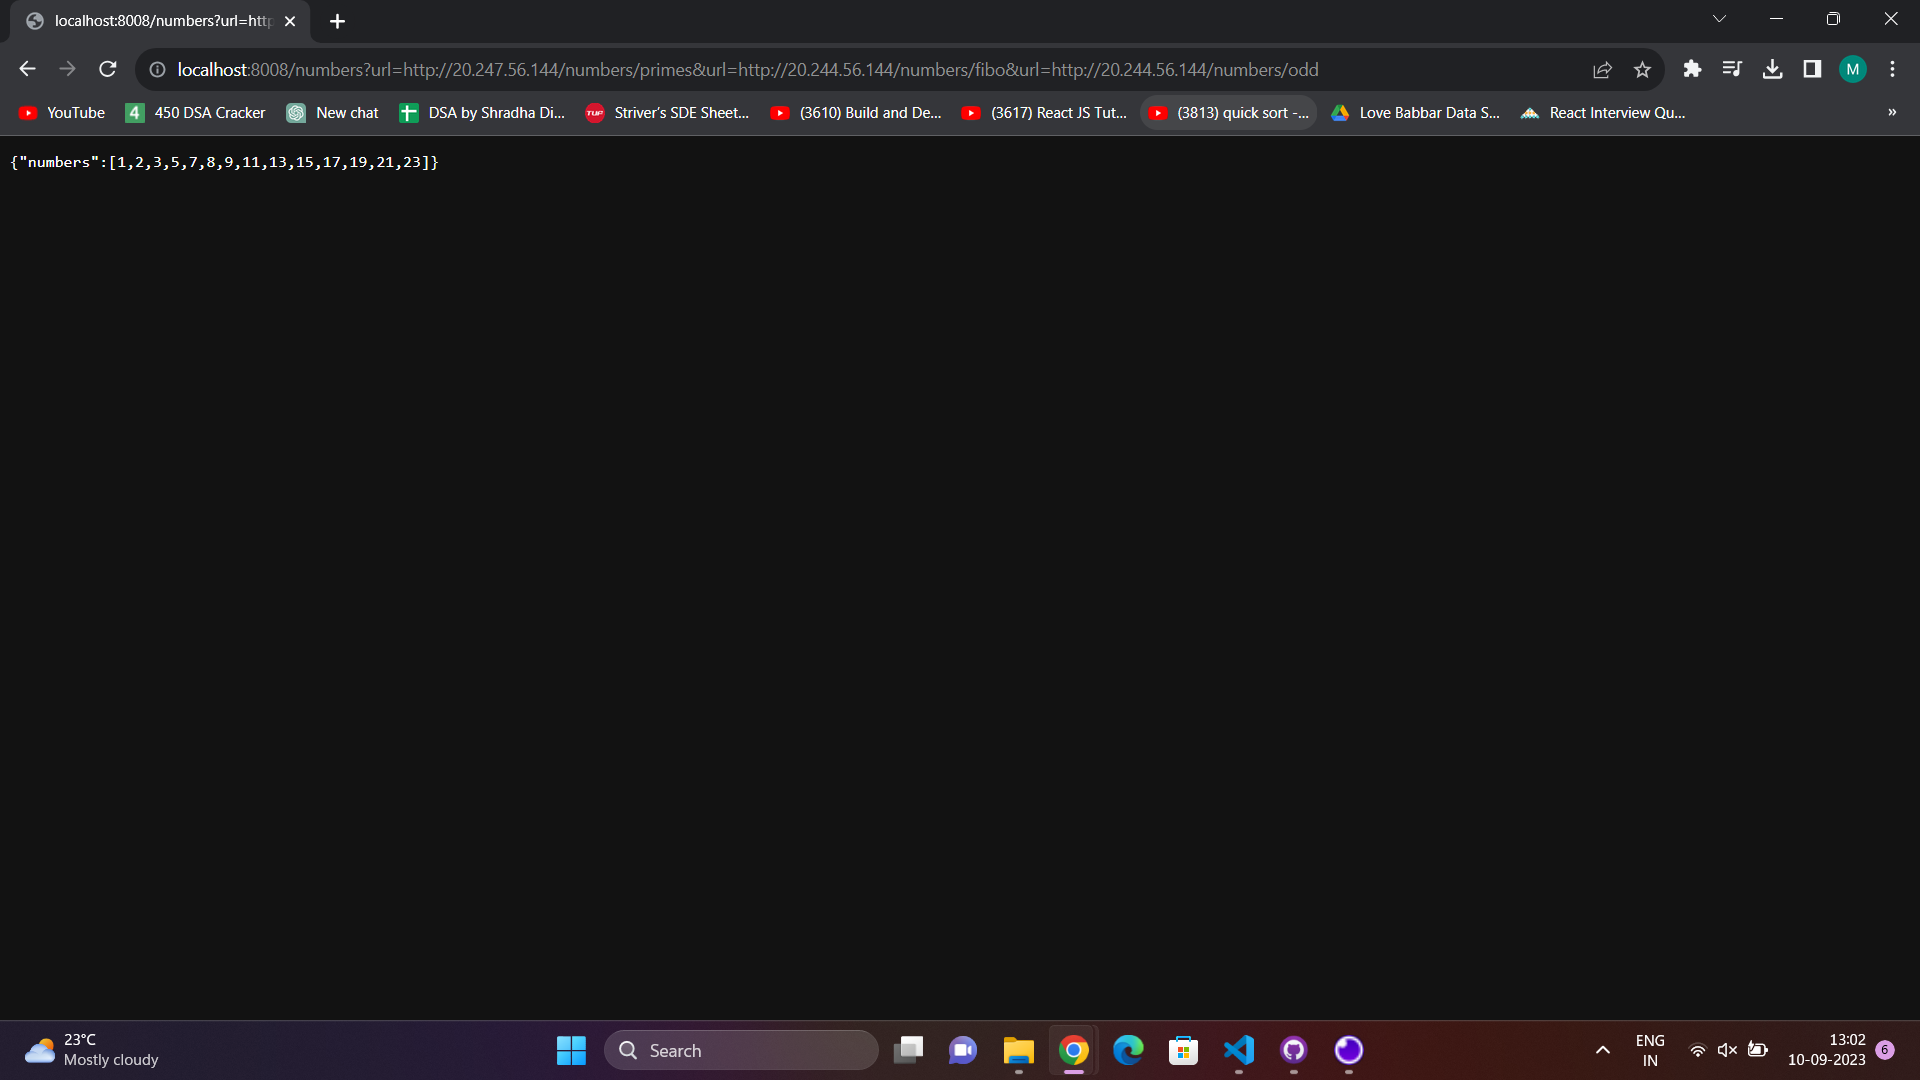 localhost:8008/numbers?url=http
localhost:8008/numbers?url=http://20.247.56.144/numbers/primes&url=http://20.244.56.144/numbers/fibo&url=http://20.244.56.144/numbers/odd
M
YouTube
4 450 DSA Cracker
New chat
DSA by Shradha Di...
TUF Striver's SDE Sheet...
(3610) Build and De...
(3617) React JS Tut...
(3813) quick sort -...
Love Babbar Data S...
React Interview Qu...
»
{"numbers":[1,2,3,5,7,8,9,11,13,15,17,19,21,23]}
23°C
Mostly cloudy
Search
ENG
IN
13:02
10-09-2023
6